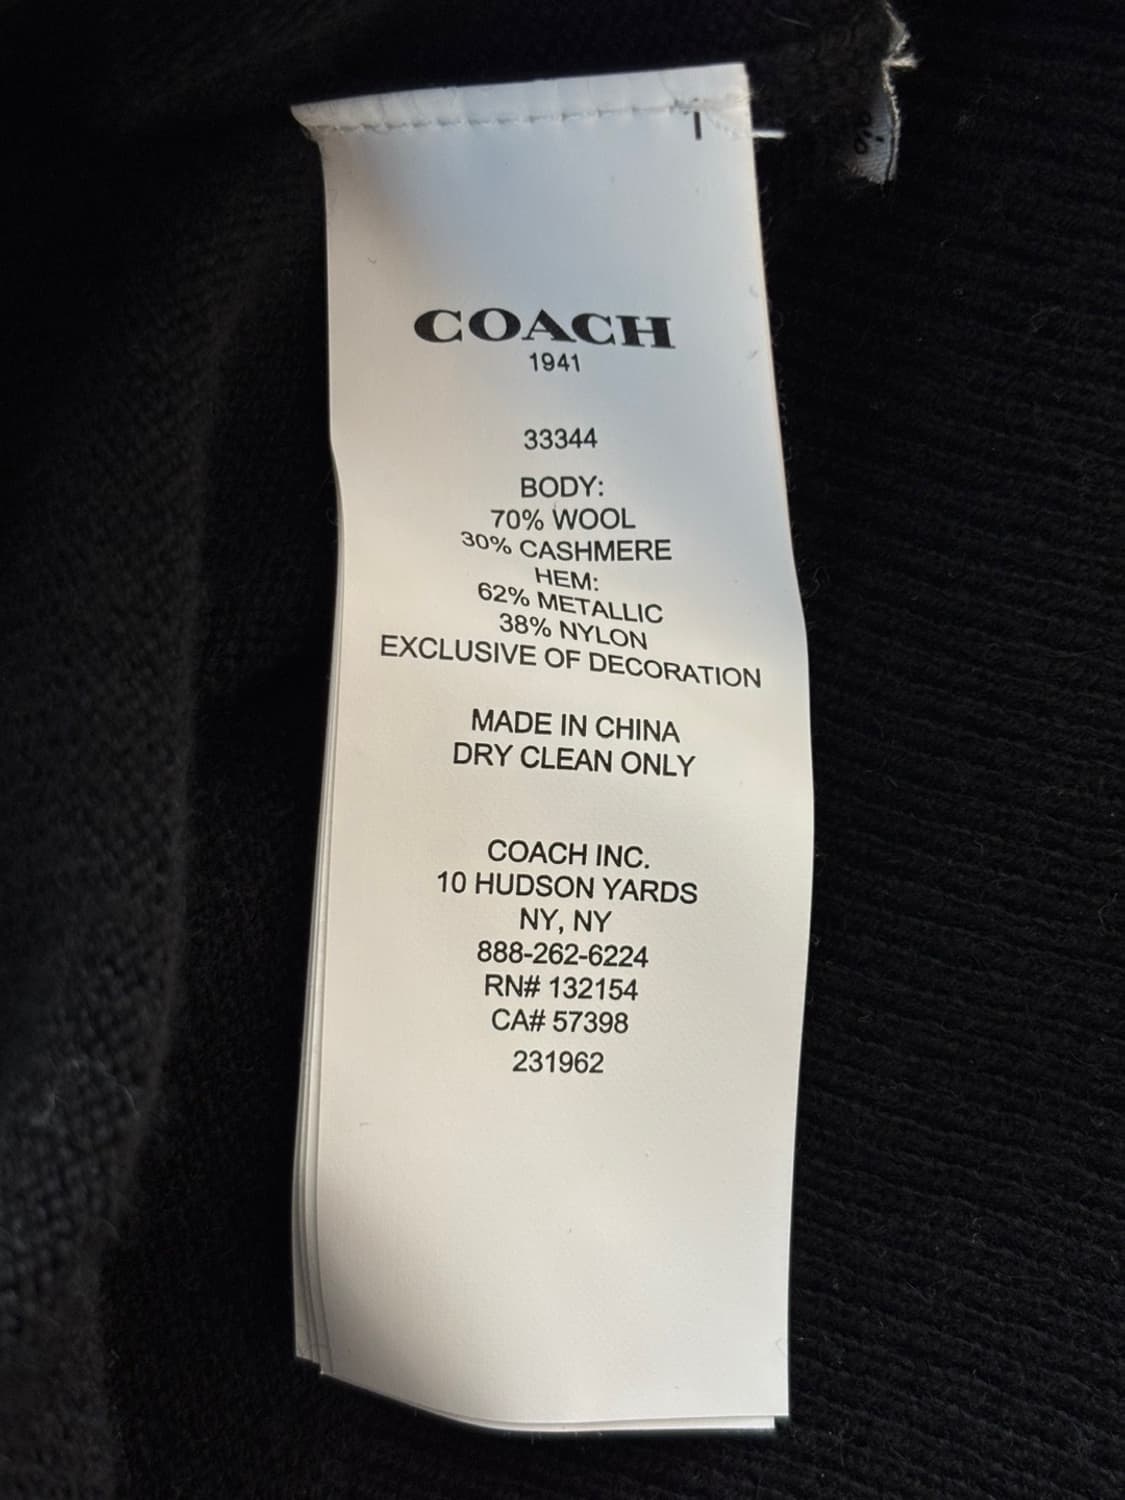 COACH
1941
33344
BODY:
70% WOOL
30% CASHMERE
HEM:
62% METALLIC
38% NYLON
EXCLUSIVE OF DECORATION
MADE IN CHINA
DRY CLEAN ONLY
COACH INC.
10 HUDSON YARDS
NY, NY
888-262-6224
RN# 132154
CA# 57398
231962